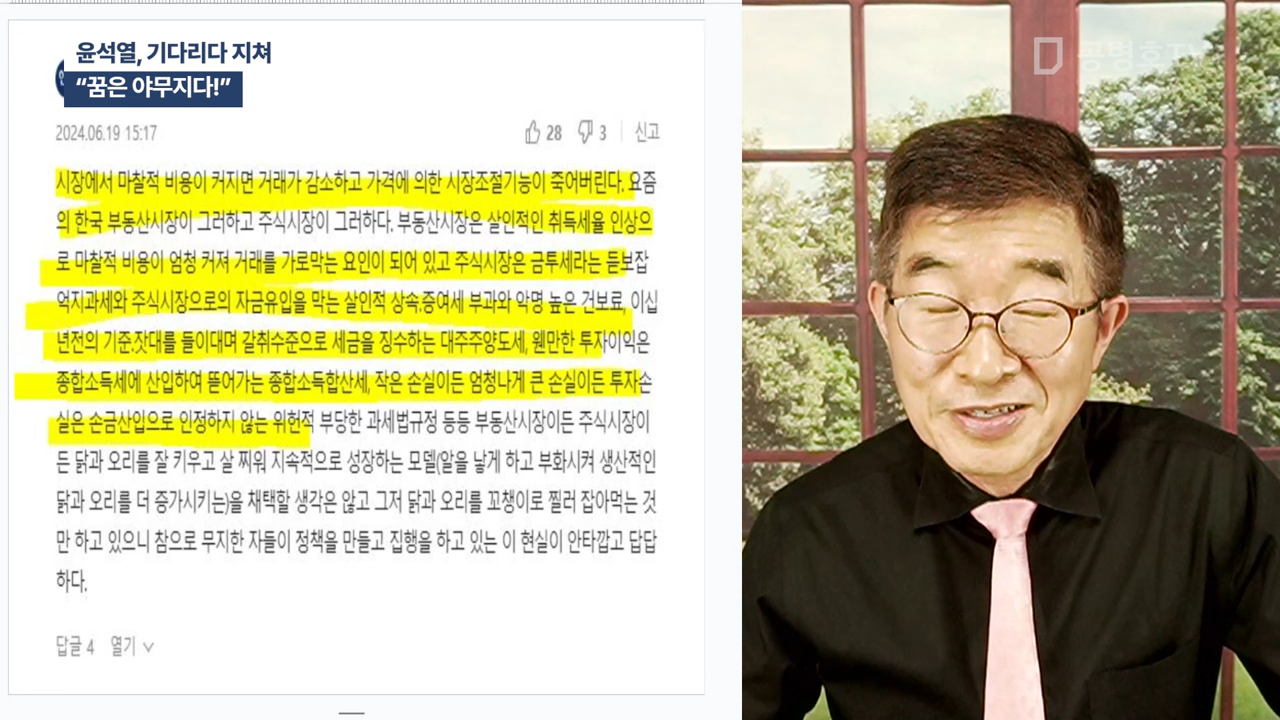 윤석열, 기다리다 지쳐
“꿈은 야무지다!”
공병호TV
2024.06.19 15:17
28 3 신고
시장에서 마찰적 비용이 커지면 거래가 감소하고 가격에 의한 시장조절기능이 죽어버린다. 요즘
의 한국 부동산시장이 그러하고 주식시장이 그러하다. 부동산시장은 살인적인 취득세율 인상으
로 마찰적 비용이 엄청 커져 거래를 가로막는 요인이 되어 있고 주식시장은 금투세라는 듣보잡
억지과세와 주식시장으로의 자금유입을 막는 살인적 상속.증여세 부과와 악명 높은 건보료, 이십
년전의 기준.잣대를 들이대며 갈취수준으로 세금을 징수하는 대주주양도세, 웬만한 투자이익은
종합소득세에 산입하여 뜯어가는 종합소득합산세, 작은 손실이든 엄청나게 큰 손실이든 투자손
실은 손금산입으로 인정하지 않는 위헌적 부당한 과세법규정 등등 부동산시장이든 주식시장이
든 닭과 오리를 잘 키우고 살 찌워 지속적으로 성장하는 모델(알을 낳게 하고 부화시켜 생산적인
닭과 오리를 더 증가시키는)을 채택할 생각은 않고 그저 닭과 오리를 꼬챙이로 찔러 잡아먹는 것
만 하고 있으니 참으로 무지한 자들이 정책을 만들고 집행을 하고 있는 이 현실이 안타깝고 답답
하다.
답글 4 열기